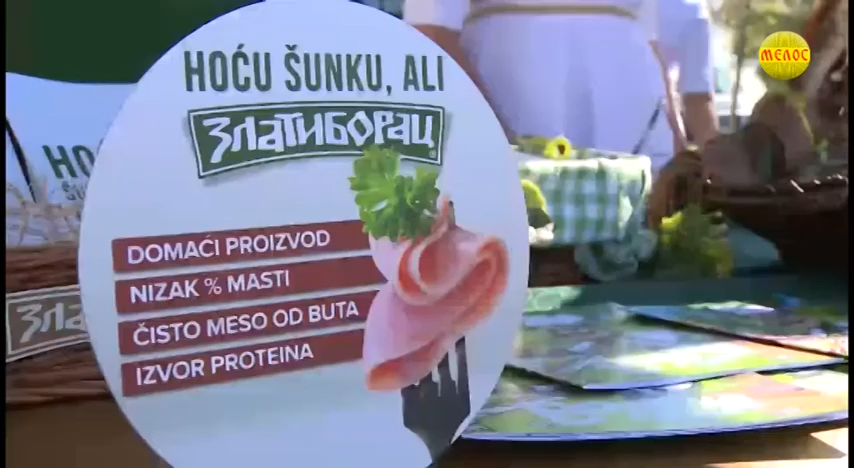 МЕЛОС
HOĆU ŠUNKU, ALI
ЗЛАТИБОРАЦ
DOMAĆI PROIZVOD
NIZAK % MASTI
ČISTO MESO OD BUTA
IZVOR PROTEINA